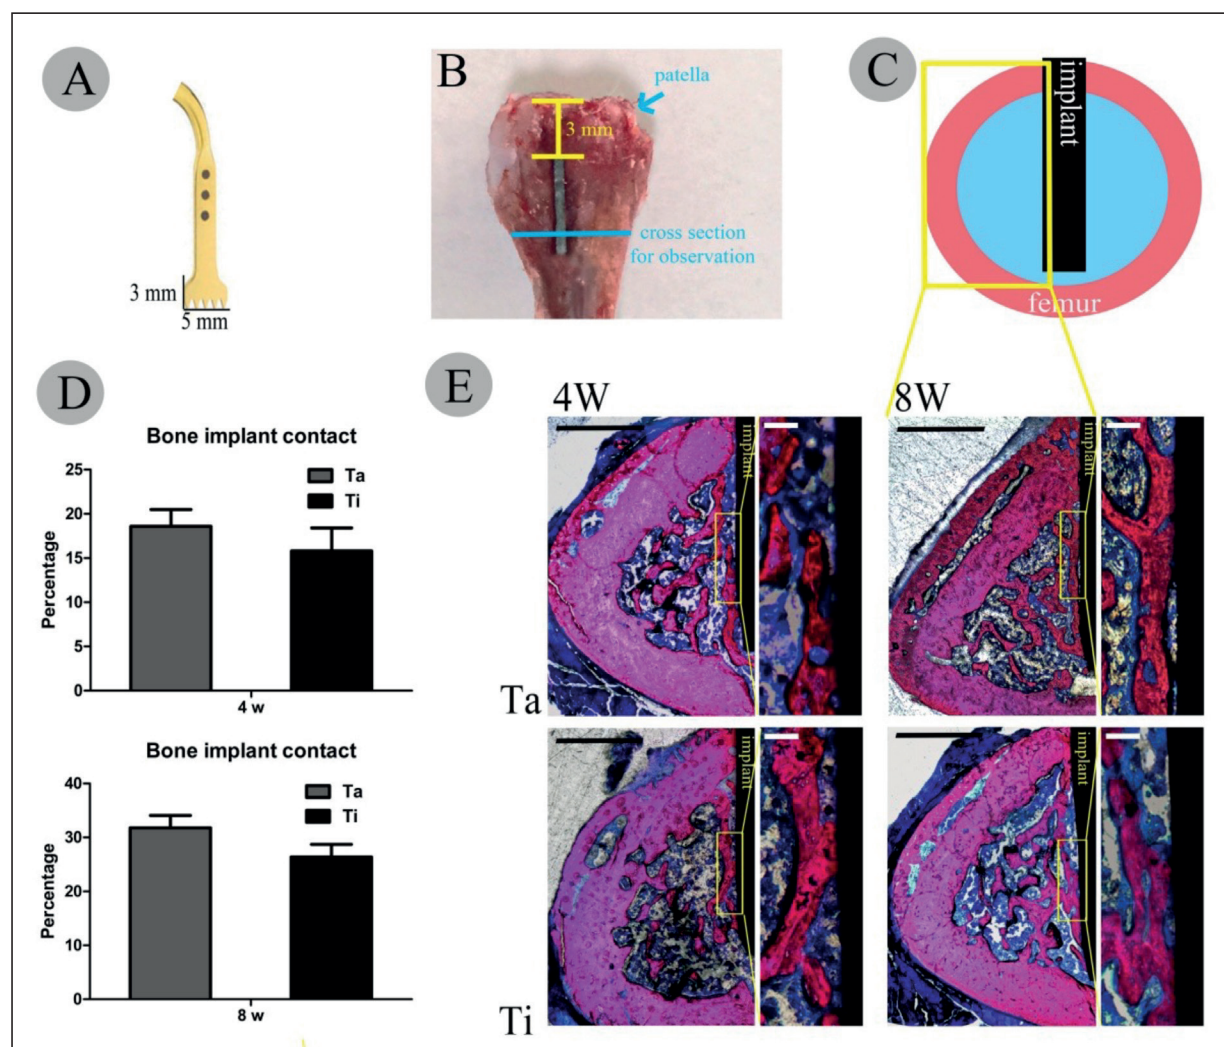 A
3 mm
5 mm
B
patella
3 mm
cross section
for observation
C
implant
femur
D
Bone implant contact
25
20
15
10
5
0
Percentage
Ta
Ti
4 w
Bone implant contact
40
30
20
10
0
Percentage
Ta
Ti
8 w
E
4W
8W
implant
implant
Ta
implant
implant
Ti